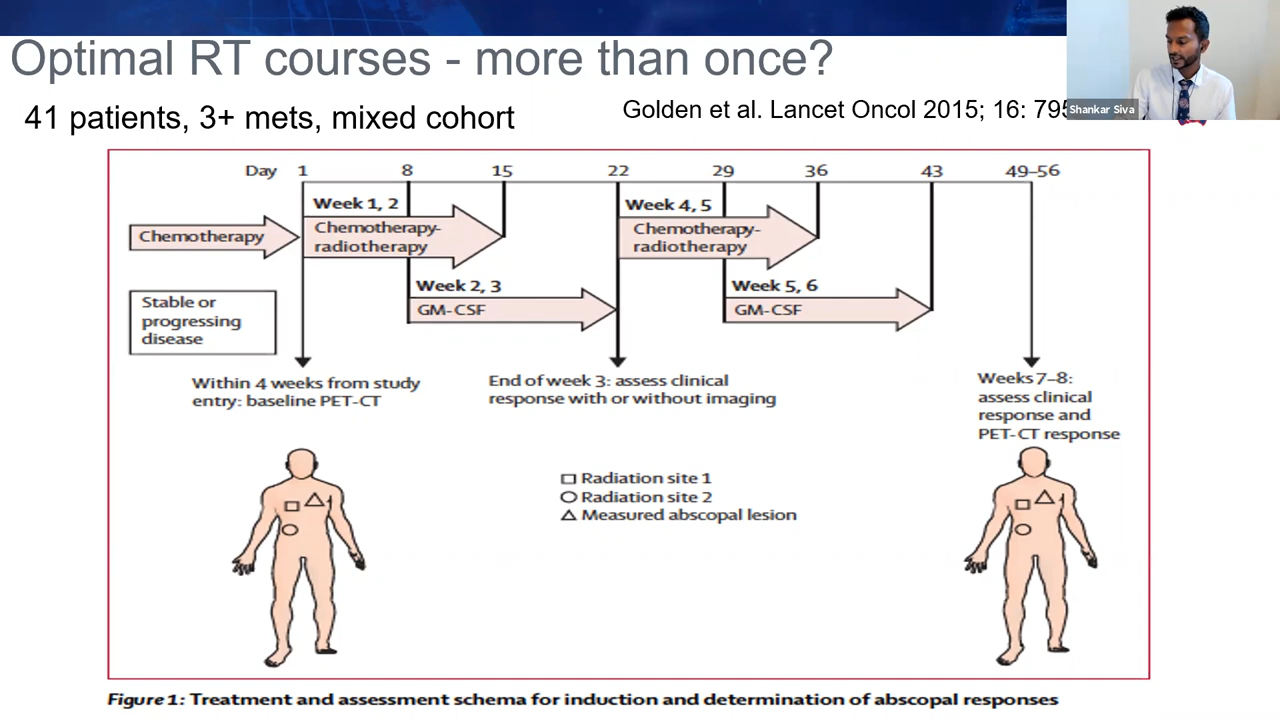 Optimal RT courses - more than once?
41 patients, 3+ mets, mixed cohort
Golden et al. Lancet Oncol 2015; 16: 795
Shankar Siva
Day 1 8 15 22 29 36 43 49–56
Week 1, 2
Chemotherapy
Chemotherapy-
radiotherapy
Week 4, 5
Chemotherapy-
radiotherapy
Week 2, 3
GM-CSF
Week 5, 6
GM-CSF
Stable or
progressing
disease
Within 4 weeks from study
entry: baseline PET-CT
End of week 3: assess clinical
response with or without imaging
Weeks 7–8:
assess clinical
response and
PET-CT response
Radiation site 1
Radiation site 2
Measured abscopal lesion
Figure 1: Treatment and assessment schema for induction and determination of abscopal responses